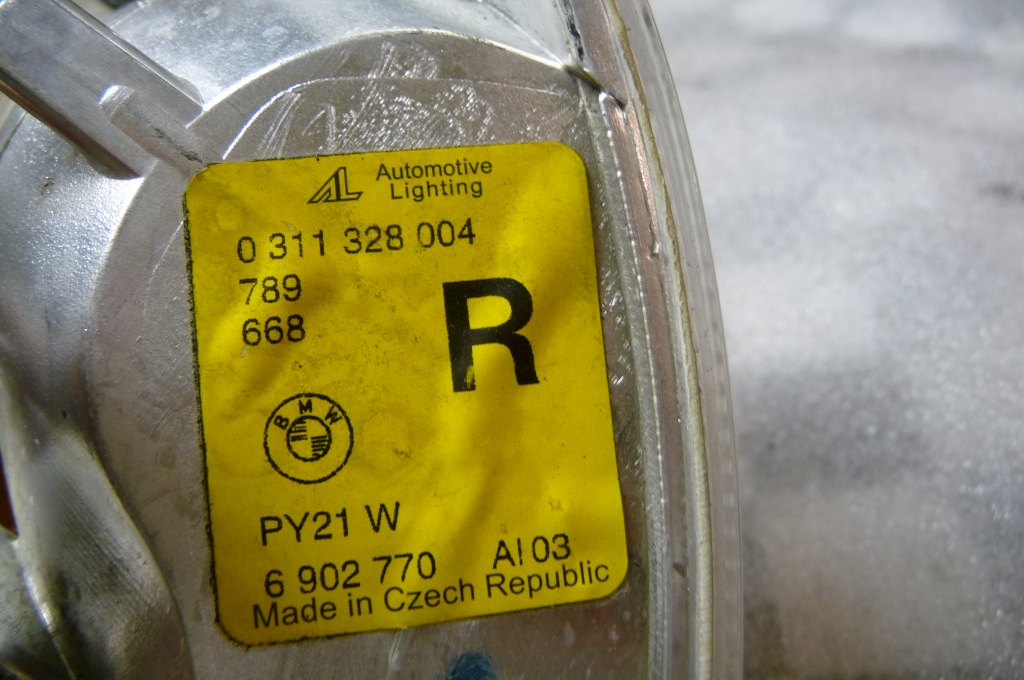 AL Automotive
Lighting
0 311 328 004
789
668
R
BMW
PY21 W
6 902 770 AI 03
Made in Czech Republic